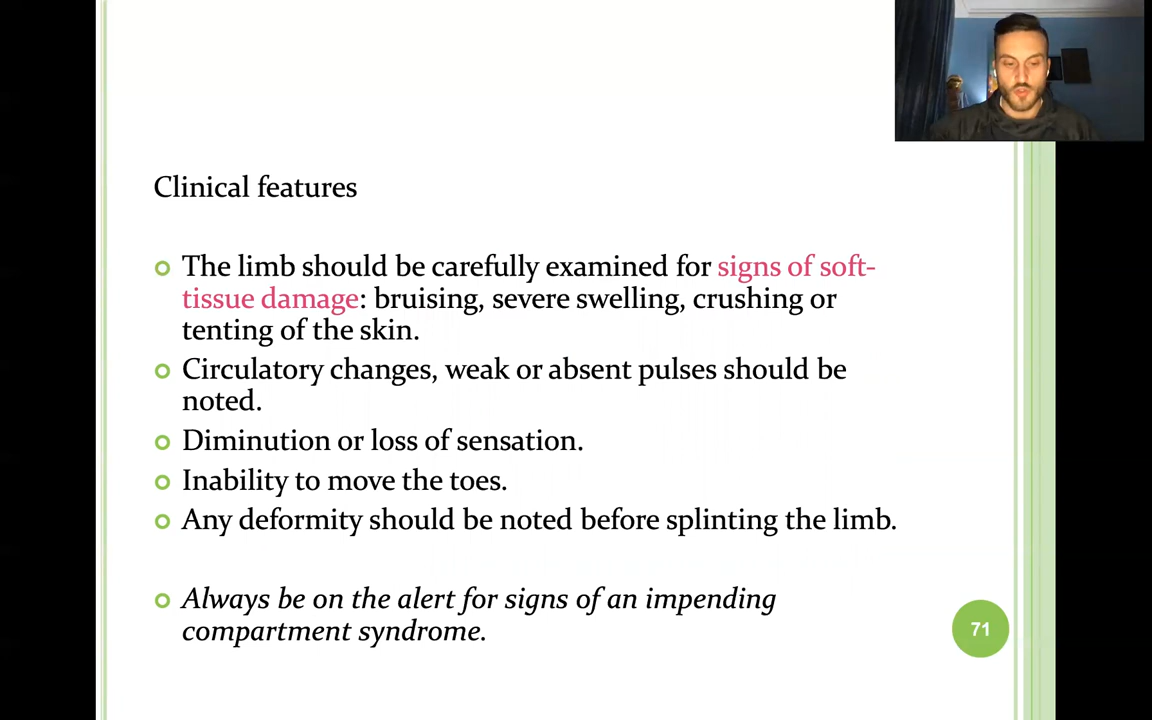 Clinical features
The limb should be carefully examined for signs of soft-
tissue damage: bruising, severe swelling, crushing or
tenting of the skin.
Circulatory changes, weak or absent pulses should be
noted.
Diminution or loss of sensation.
Inability to move the toes.
Any deformity should be noted before splinting the limb.
Always be on the alert for signs of an impending
compartment syndrome.
71